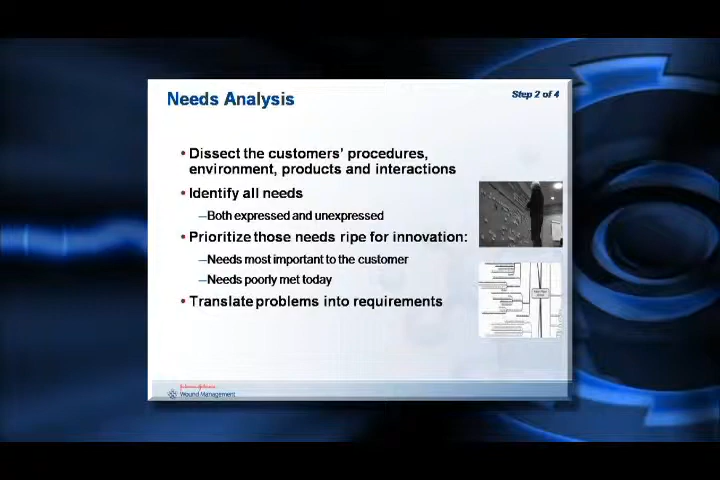 Needs Analysis
Step 2 of 4
• Dissect the customers' procedures,
environment, products and interactions
• Identify all needs
–Both expressed and unexpressed
• Prioritize those needs ripe for innovation:
–Needs most important to the customer
–Needs poorly met today
• Translate problems into requirements
Johnson & Johnson
Wound Management